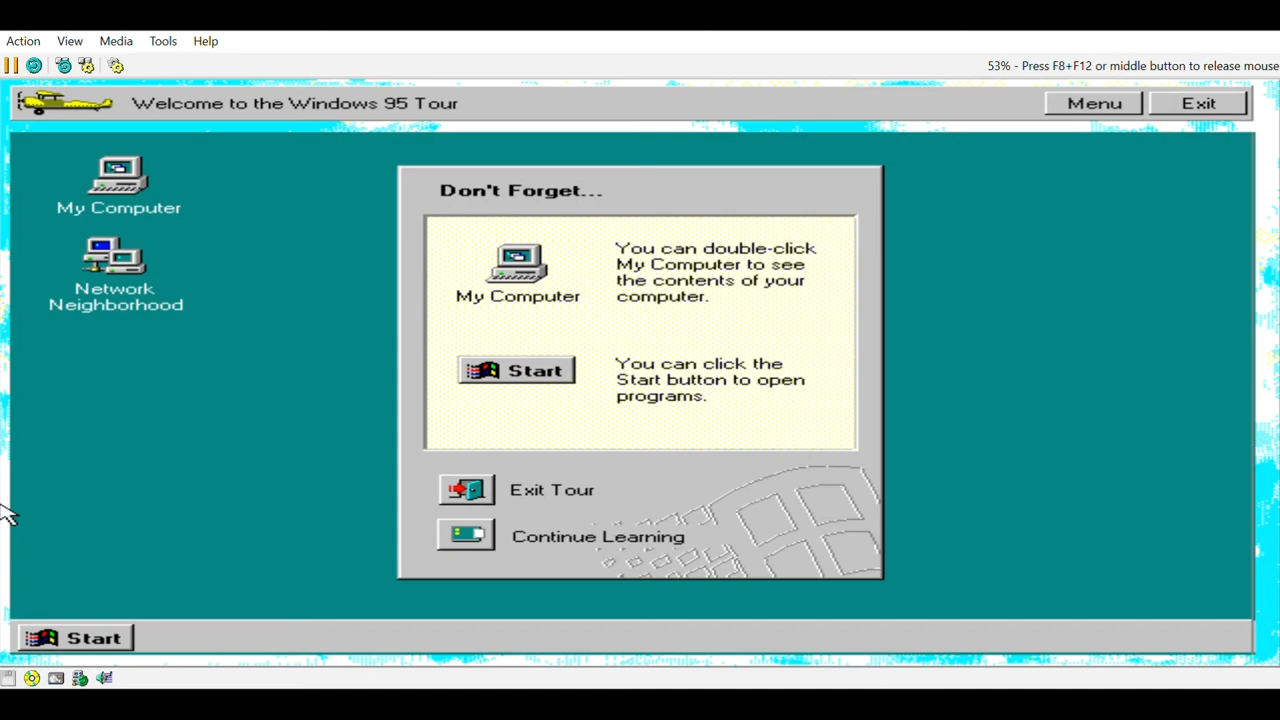 Action View Media Tools Help
53% - Press F8+F12 or middle button to release mouse
Welcome to the Windows 95 Tour
Menu
Exit
My Computer
Network
Neighborhood
Don't Forget...
My Computer
You can double-click
My Computer to see
the contents of your
computer.
Start
You can click the
Start button to open
programs.
Exit Tour
Continue Learning
Start